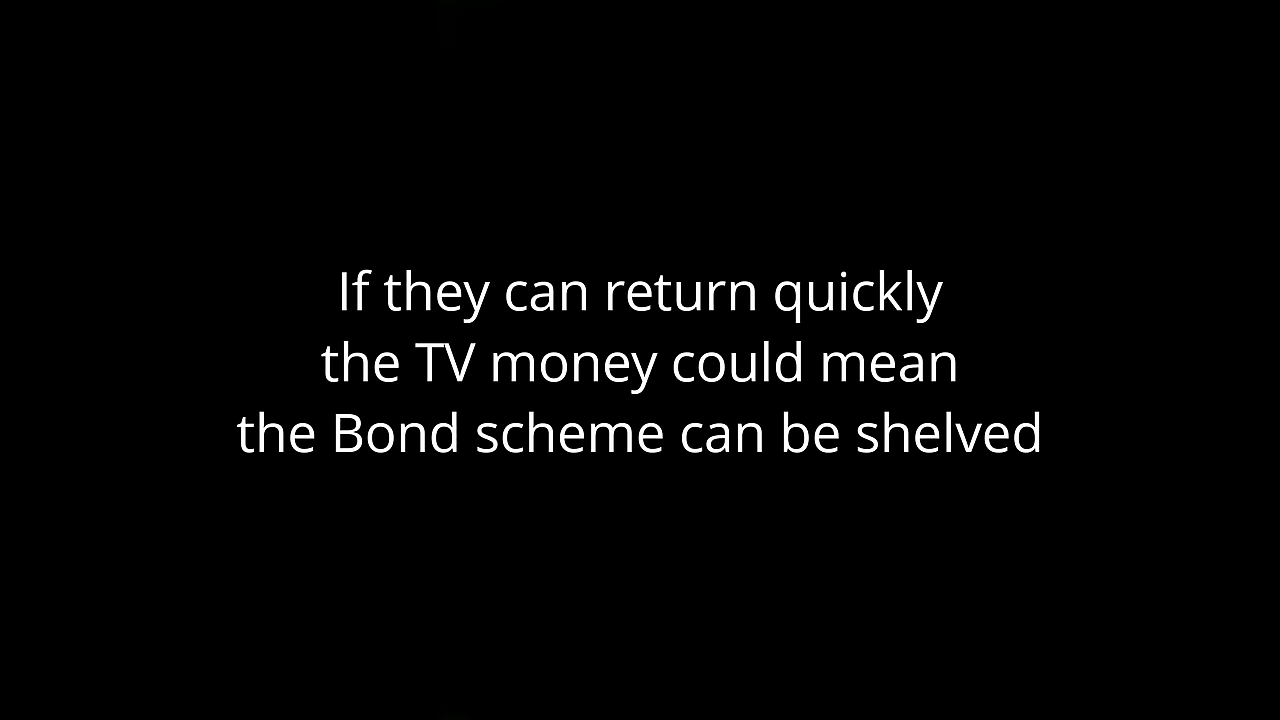 If they can return quickly
the TV money could mean
the Bond scheme can be shelved